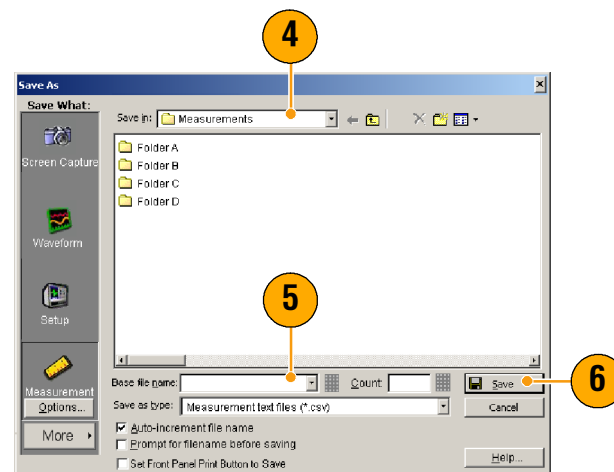 4
Save As
Save What:
Save in: Measurements
Screen Capture
Folder A
Folder B
Folder C
Folder D
Waveform
Setup
5
Measurement
Base file name:
Count:
Save
6
Options...
Save as type: Measurement text files (*.csv)
Cancel
More
Auto-increment file name
Prompt for filename before saving
Set Front Panel Print Button to Save
Help...